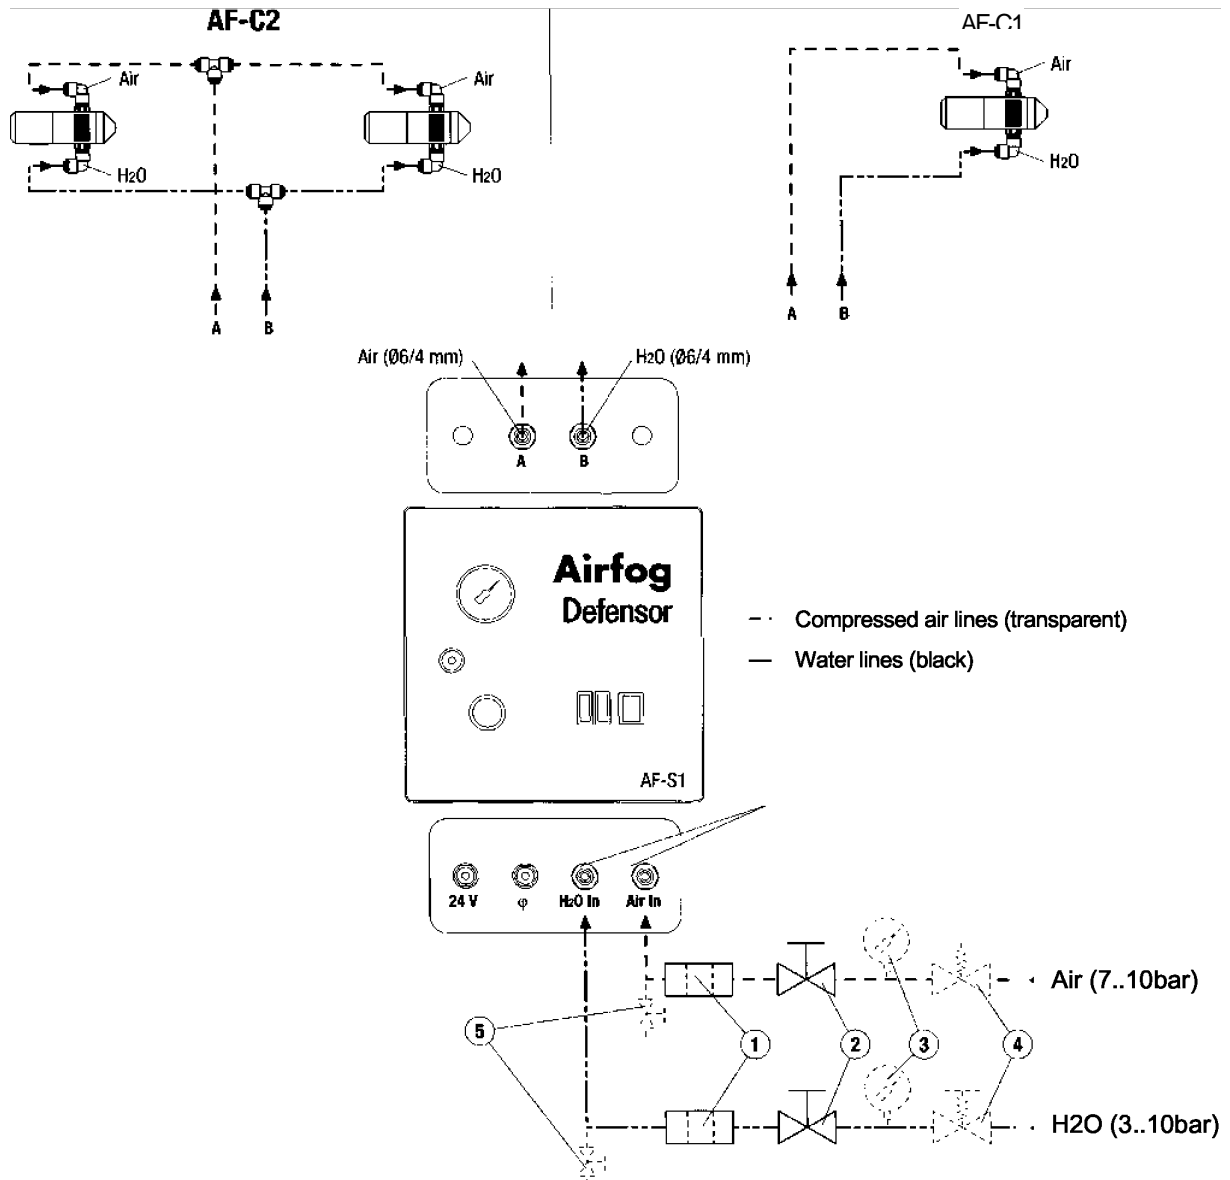 AF-C2
AF-C1
Air
Air
Air
H2O
H2O
H2O
A
B
A
B
Air (Ø6/4 mm)
H2O (Ø6/4 mm)
A
B
Airfog
Defensor
Compressed air lines (transparent)
Water lines (black)
AF-S1
24 V
φ
H2O In
Air In
Air (7..10bar)
5
1
2
3
4
H2O (3..10bar)